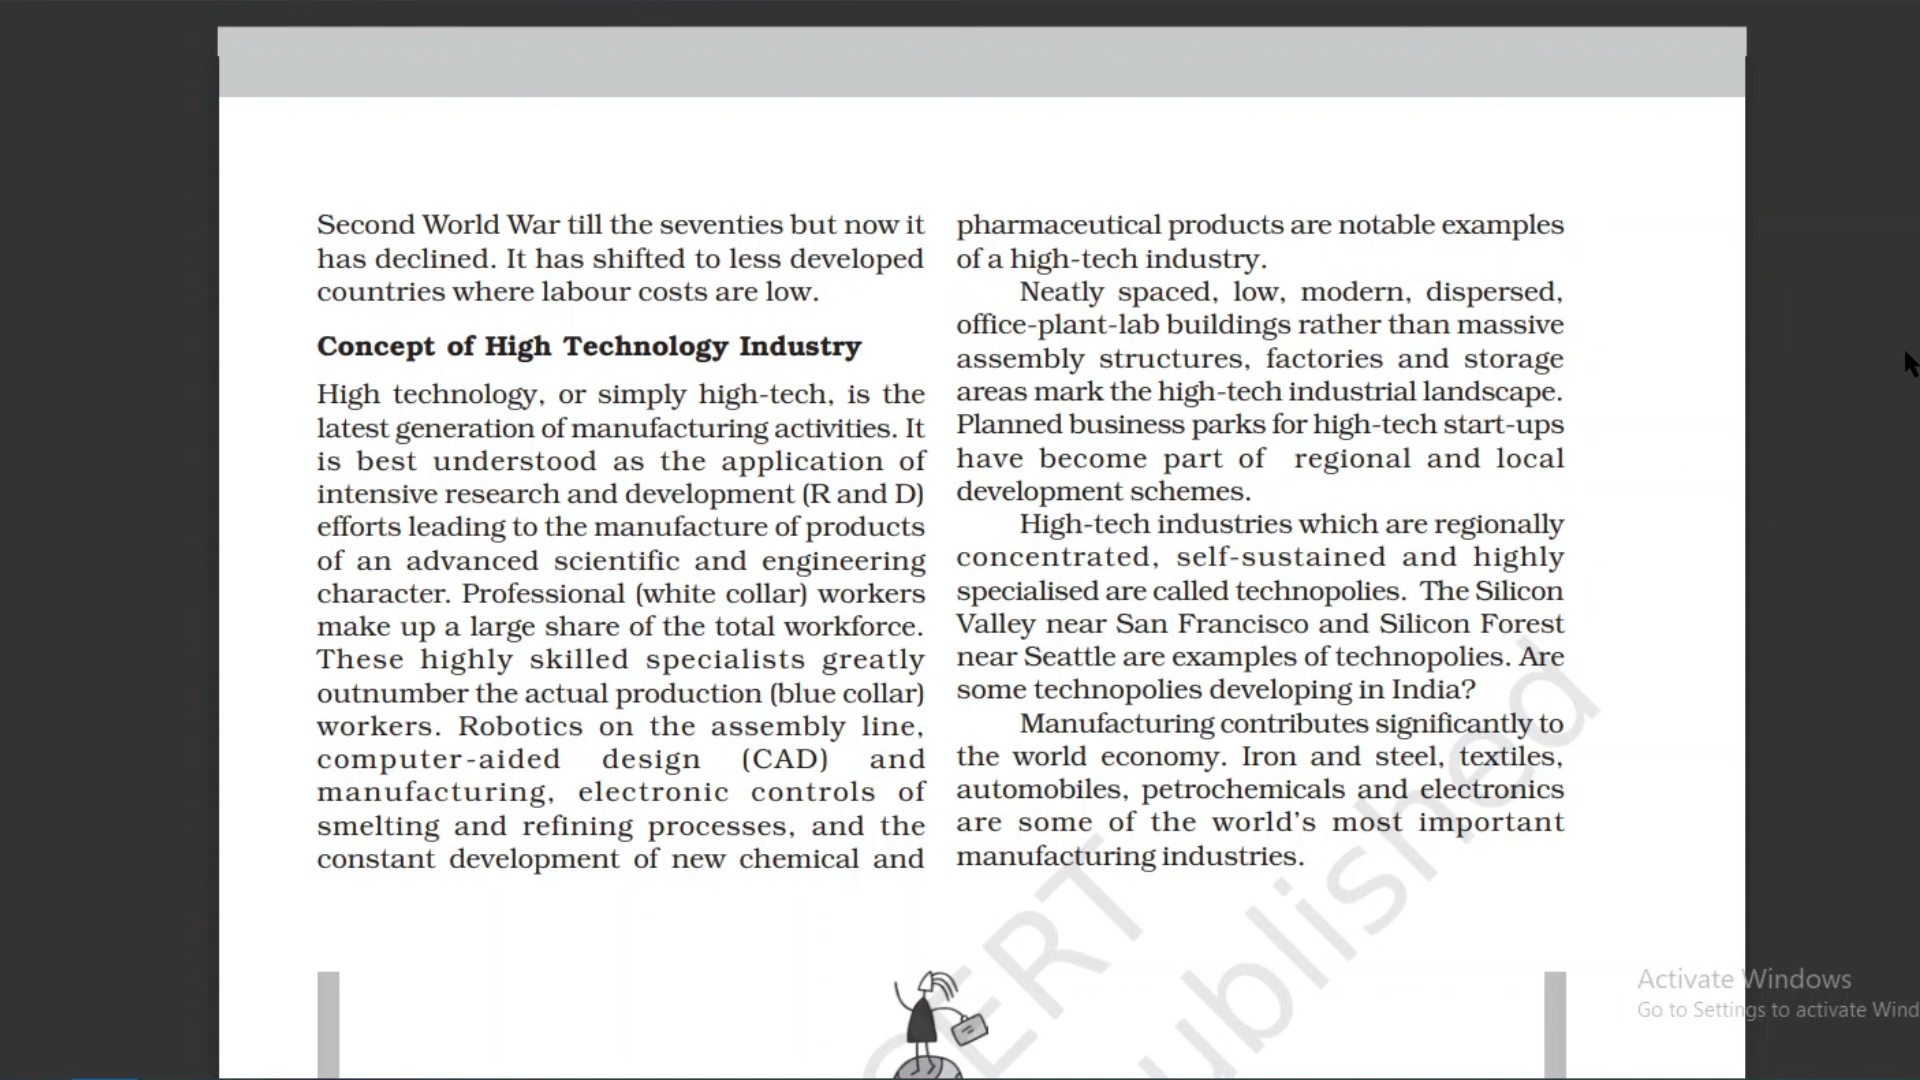 Second World War till the seventies but now it
has declined. It has shifted to less developed
countries where labour costs are low.
Concept of High Technology Industry
High technology, or simply high-tech, is the
latest generation of manufacturing activities. It
is best understood as the application of
intensive research and development (R and D)
efforts leading to the manufacture of products
of an advanced scientific and engineering
character. Professional (white collar) workers
make up a large share of the total workforce.
These highly skilled specialists greatly
outnumber the actual production (blue collar)
workers. Robotics on the assembly line,
computer-aided design (CAD) and
manufacturing, electronic controls of
smelting and refining processes, and the
constant development of new chemical and
pharmaceutical products are notable examples
of a high-tech industry.
Neatly spaced, low, modern, dispersed,
office-plant-lab buildings rather than massive
assembly structures, factories and storage
areas mark the high-tech industrial landscape.
Planned business parks for high-tech start-ups
have become part of regional and local
development schemes.
High-tech industries which are regionally
concentrated, self-sustained and highly
specialised are called technopolies. The Silicon
Valley near San Francisco and Silicon Forest
near Seattle are examples of technopolies. Are
some technopolies developing in India?
Manufacturing contributes significantly to
the world economy. Iron and steel, textiles,
automobiles, petrochemicals and electronics
are some of the world's most important
manufacturing industries.
ERT
ublished
Activate Windows
Go to Settings to activate Wind